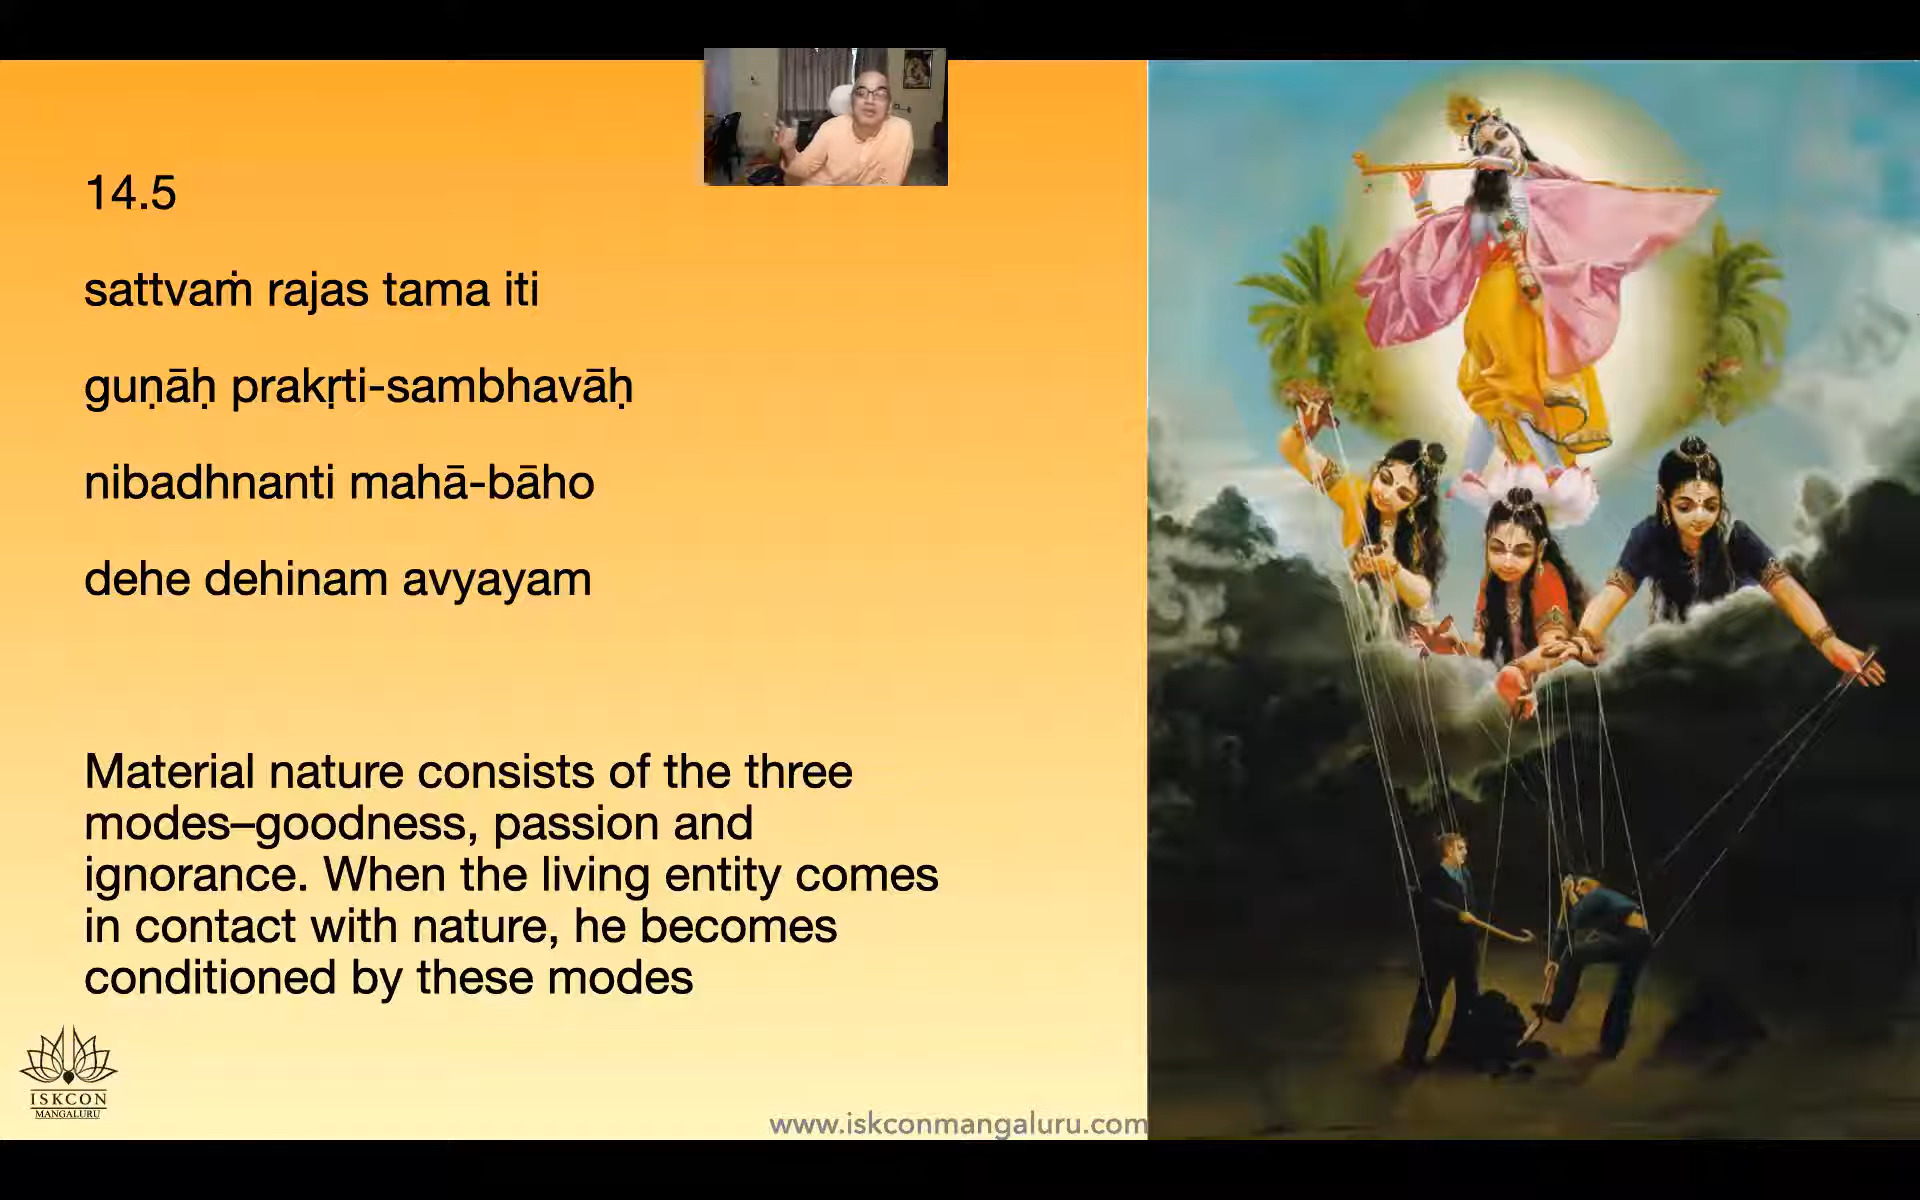 14.5
sattvaṁ rajas tama iti
guṇāḥ prakṛti-sambhavāḥ
nibadhnanti mahā-bāho
dehe dehinam avyayam
Material nature consists of the three
modes–goodness, passion and
ignorance. When the living entity comes
in contact with nature, he becomes
conditioned by these modes
ISKCON
MANGALURU
www.iskconmangaluru.com